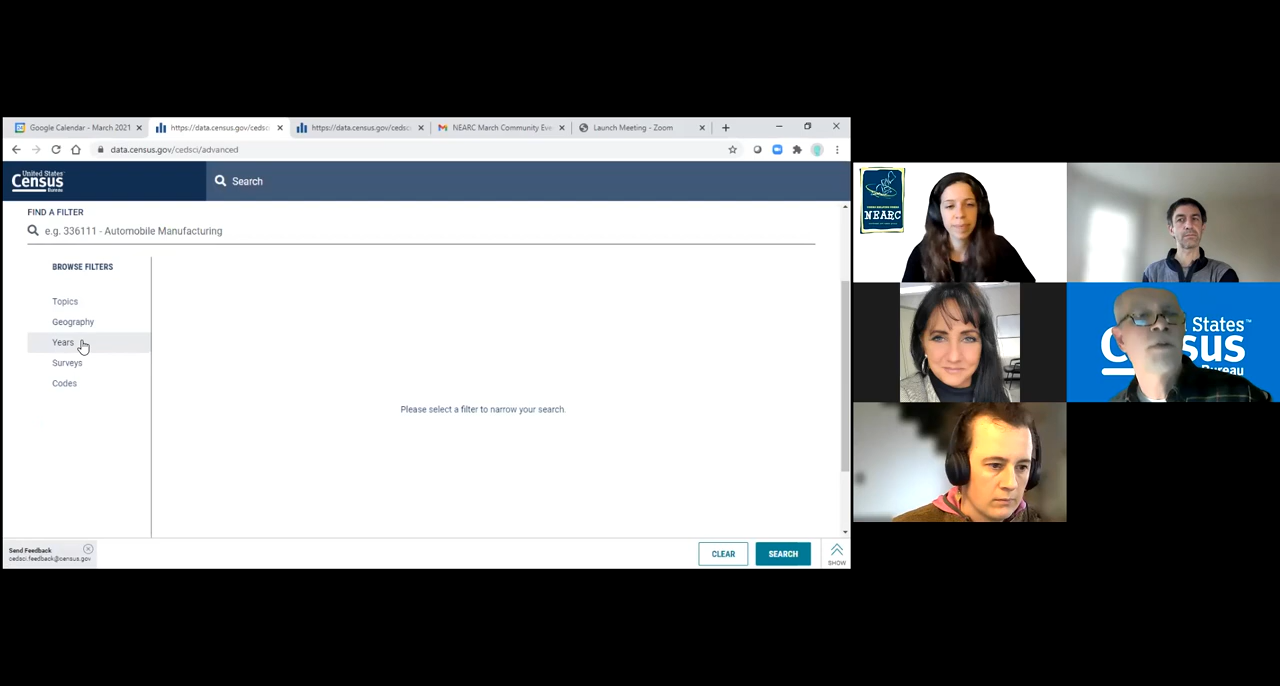 Google Calendar - March 2021
https://data.census.gov/cedsci
https://data.census.gov/cedsc
NEARC March Community Eve
Launch Meeting - Zoom
data.census.gov/cedsci/advanced
United States®
Census
Bureau
Search
FIND A FILTER
e.g. 336111 - Automobile Manufacturing
BROWSE FILTERS
Topics
Geography
Years
Surveys
Codes
Please select a filter to narrow your search.
Send Feedback
cedsci.feedback@census.gov
CLEAR
SEARCH
SHOW
NEARC
d States™
C sus
Bureau